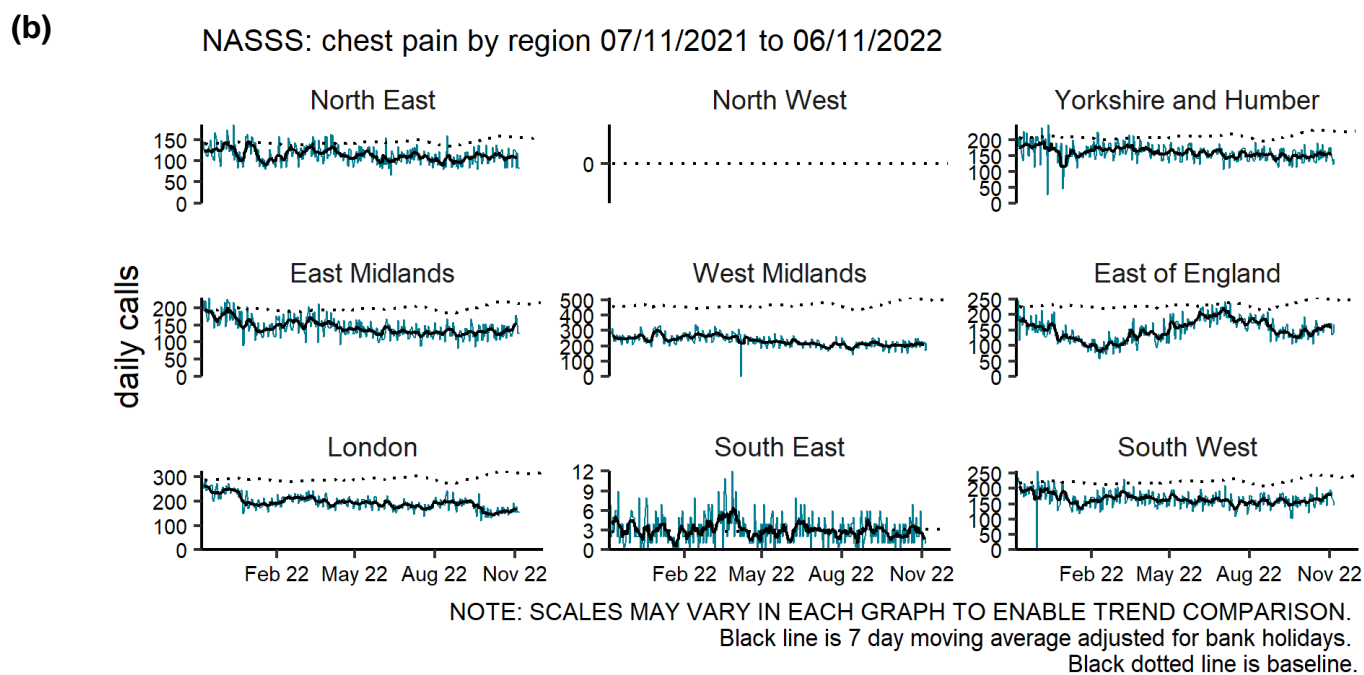 (b)
NASSS: chest pain by region 07/11/2021 to 06/11/2022
North East
North West
Yorkshire and Humber
150
100
50
0
0
200
150
100
50
0
daily calls
East Midlands
West Midlands
East of England
200
150
100
50
0
500
400
300
200
100
0
250
200
150
100
50
0
London
South East
South West
300
200
100
0
12
9
6
3
0
250
200
150
100
50
0
Feb 22 May 22 Aug 22 Nov 22
Feb 22 May 22 Aug 22 Nov 22
Feb 22 May 22 Aug 22 Nov 22
NOTE: SCALES MAY VARY IN EACH GRAPH TO ENABLE TREND COMPARISON.
Black line is 7 day moving average adjusted for bank holidays.
Black dotted line is baseline.